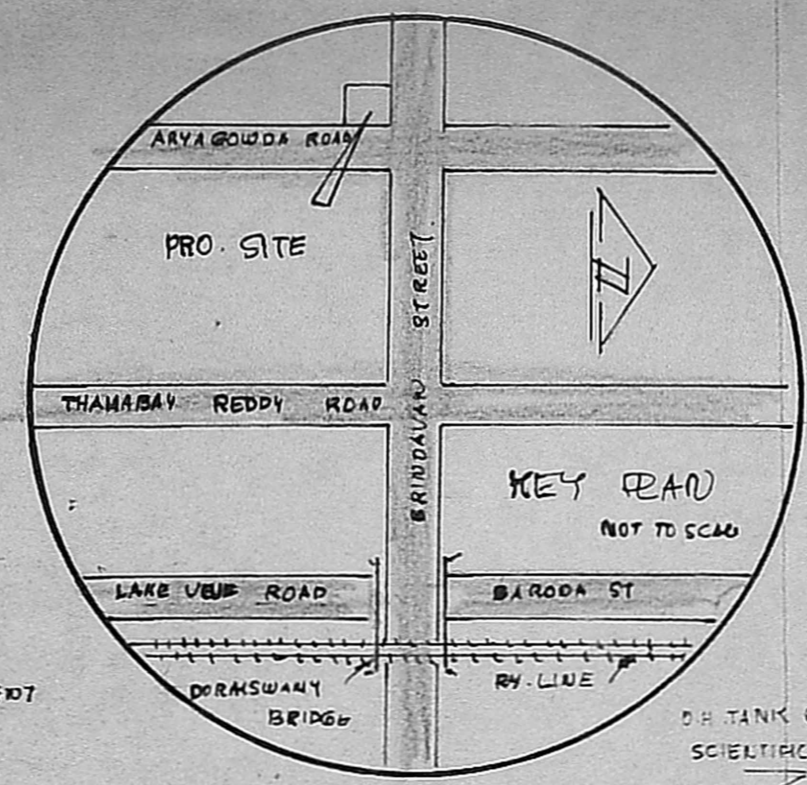 ARYAGOWDA ROAD
PRO. SITE
BRINDAVAN STREET.
N
THAMABAY REDDY ROAD
KEY PLAN
NOT TO SCALE
LAKE VEUE ROAD
BARODA ST
DORAISWAMY
BRIDGE
RY. LINE
O.H. TANK
SCIENTIFIC